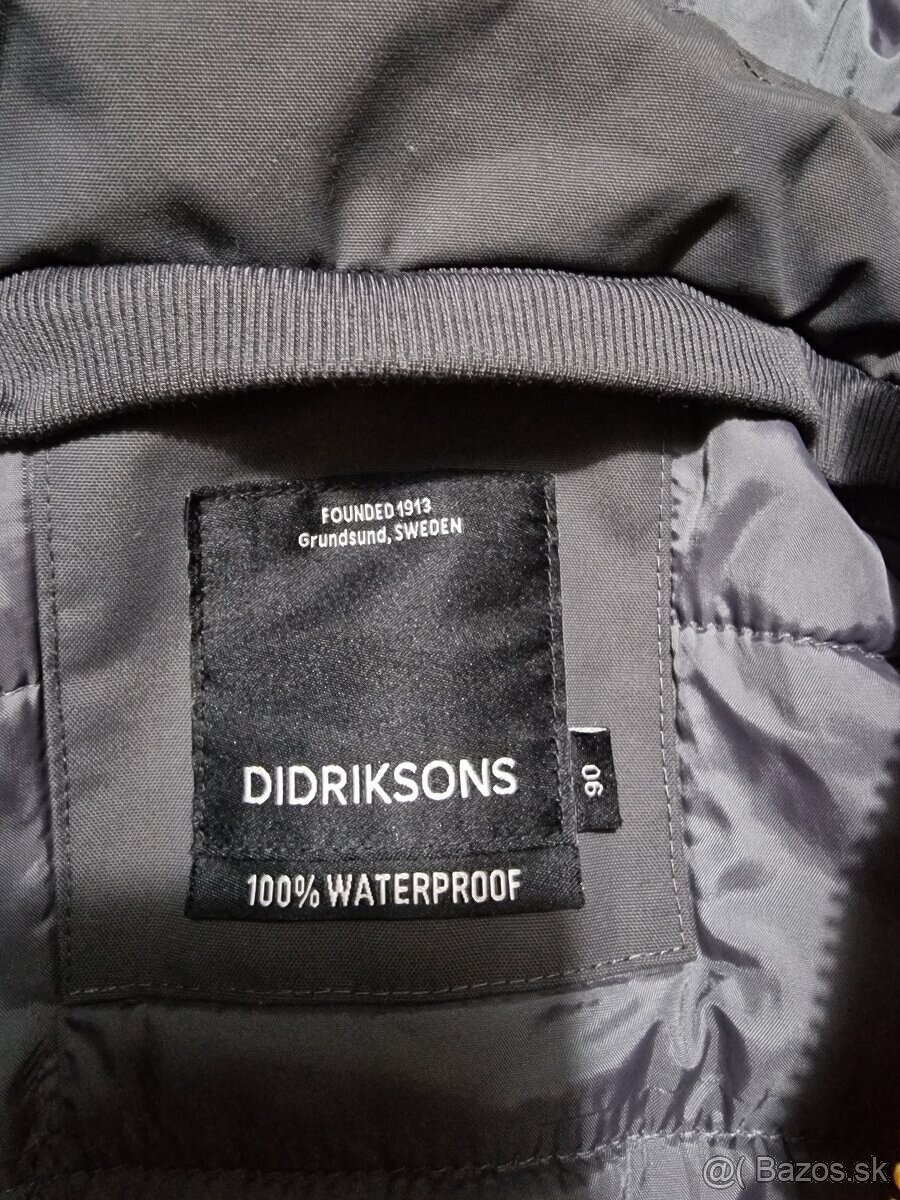 FOUNDED 1913
Grundsund, SWEDEN
DIDRIKSONS
90
100% WATERPROOF
@( Bazos.sk